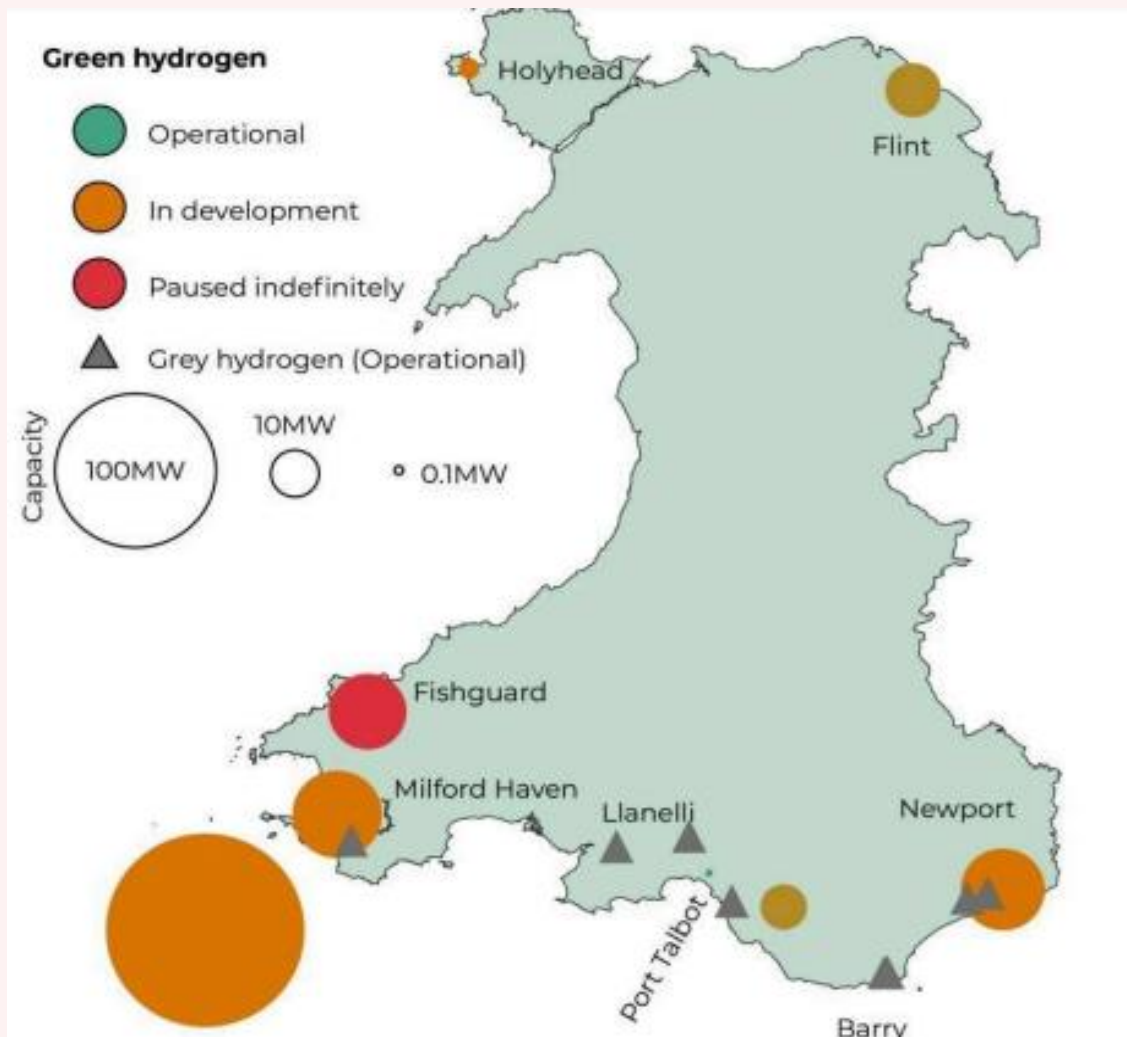 Green hydrogen
Operational
In development
Paused indefinitely
Grey hydrogen (Operational)
Capacity
100MW
10MW
0.1MW
Holyhead
Flint
Fishguard
Milford Haven
Llanelli
Newport
Port Talbot
Barry